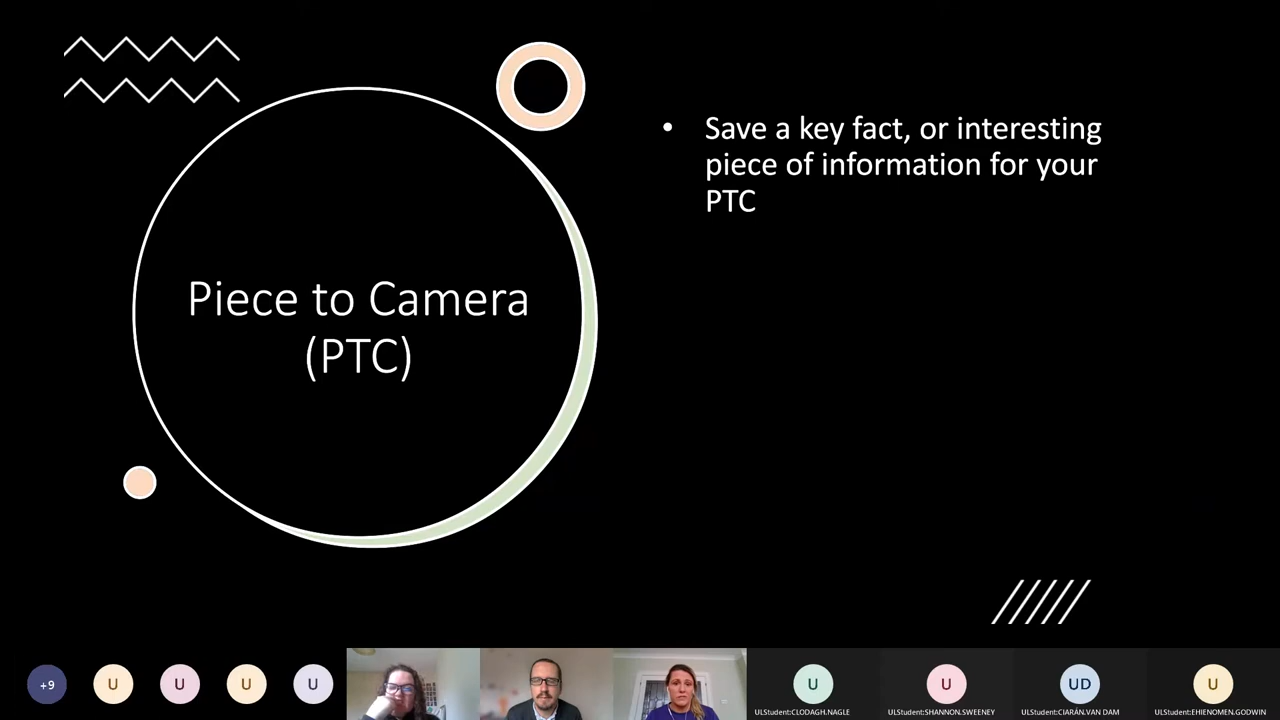 Piece to Camera
(PTC)
• Save a key fact, or interesting
piece of information for your
PTC
+9
U
U
U
U
U
U
UD
U
ULStudent:CLODAGH.NAGLE
ULStudent:SHANNON.SWEENEY
ULStudent:CIARÁN.VAN DAM
ULStudent:EHIENOMEN.GODWIN